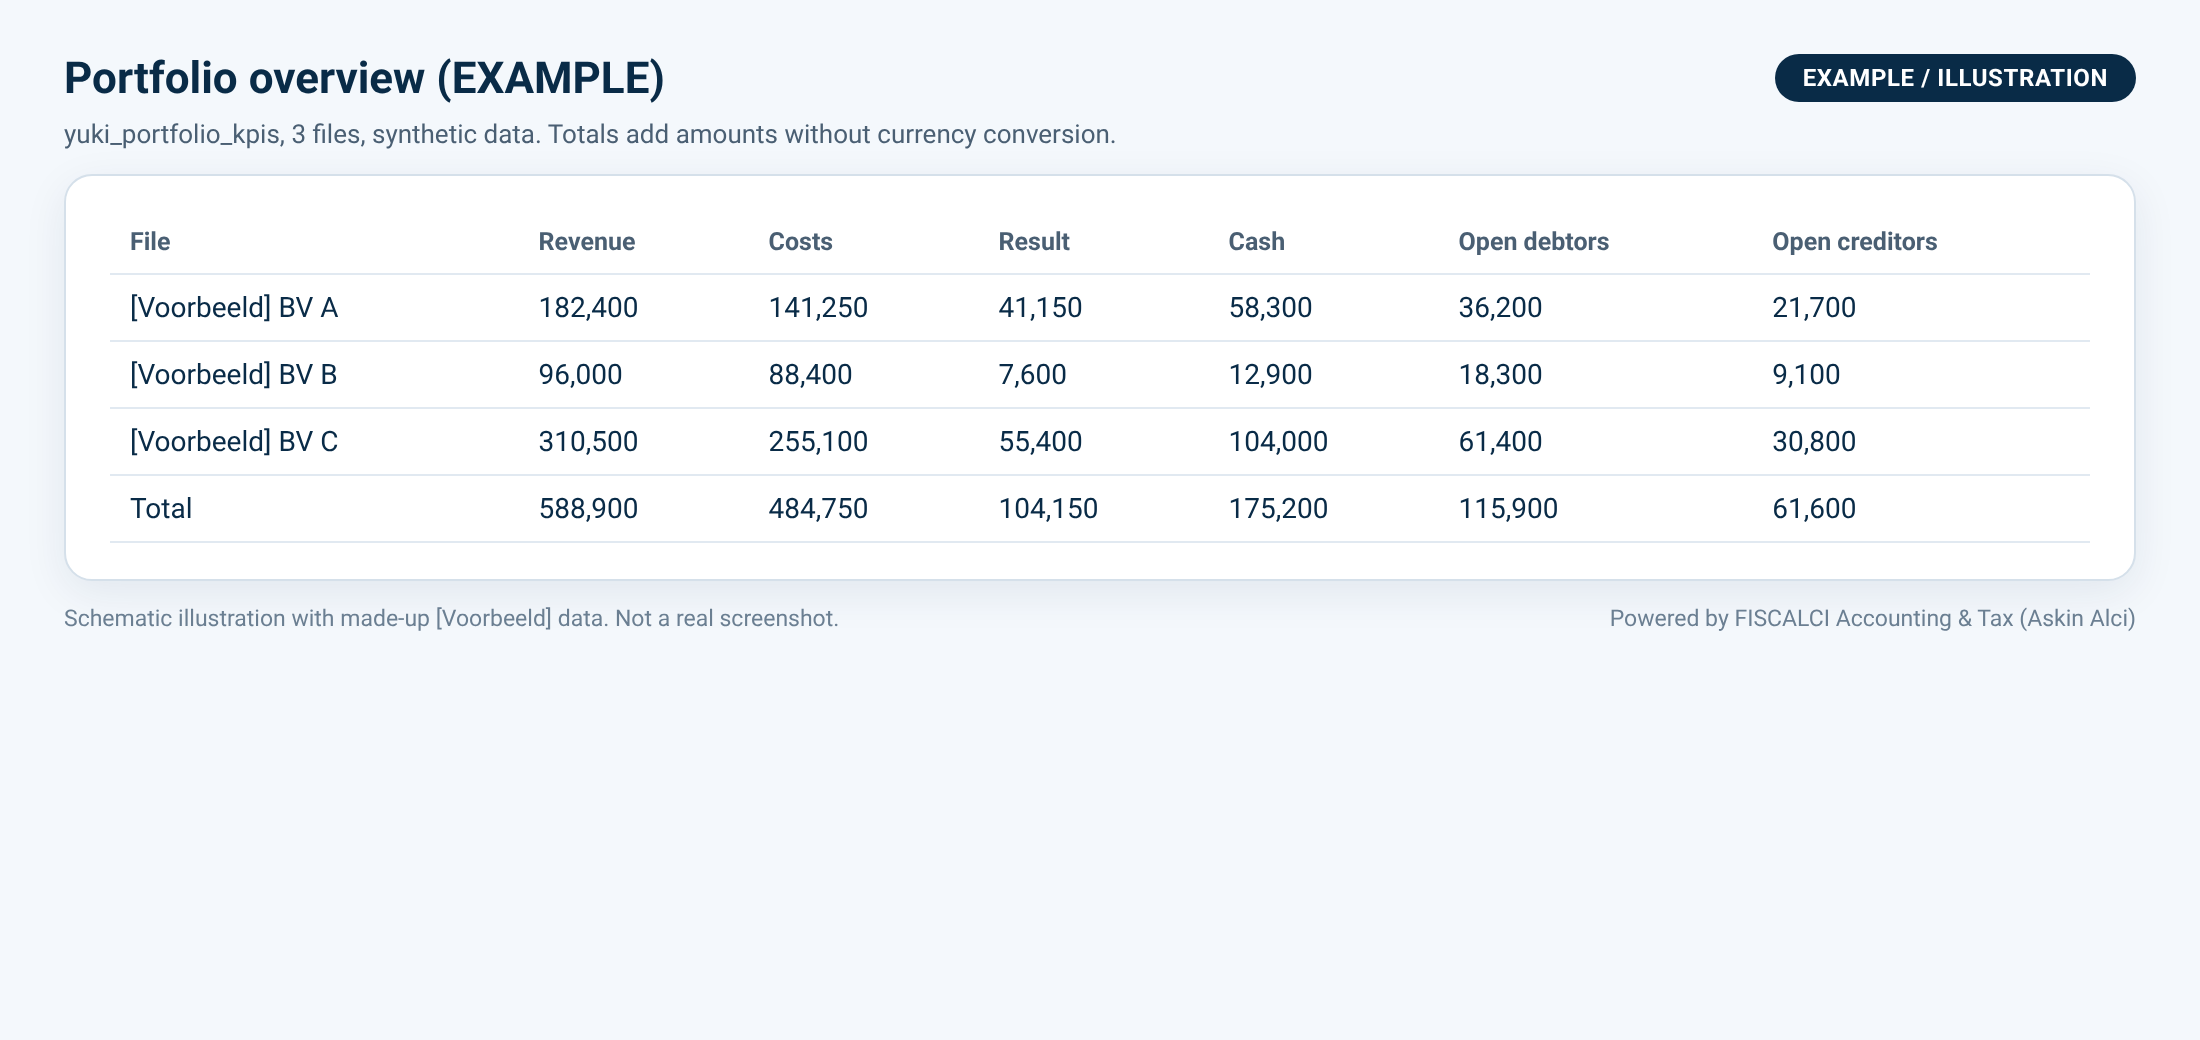 Portfolio overview (EXAMPLE)
EXAMPLE / ILLUSTRATION
yuki_portfolio_kpis, 3 files, synthetic data. Totals add amounts without currency conversion.
File Revenue Costs Result Cash Open debtors Open creditors
[Voorbeeld] BV A 182,400 141,250 41,150 58,300 36,200 21,700
[Voorbeeld] BV B 96,000 88,400 7,600 12,900 18,300 9,100
[Voorbeeld] BV C 310,500 255,100 55,400 104,000 61,400 30,800
Total 588,900 484,750 104,150 175,200 115,900 61,600
Schematic illustration with made-up [Voorbeeld] data. Not a real screenshot.
Powered by FISCALCI Accounting & Tax (Askin Alci)